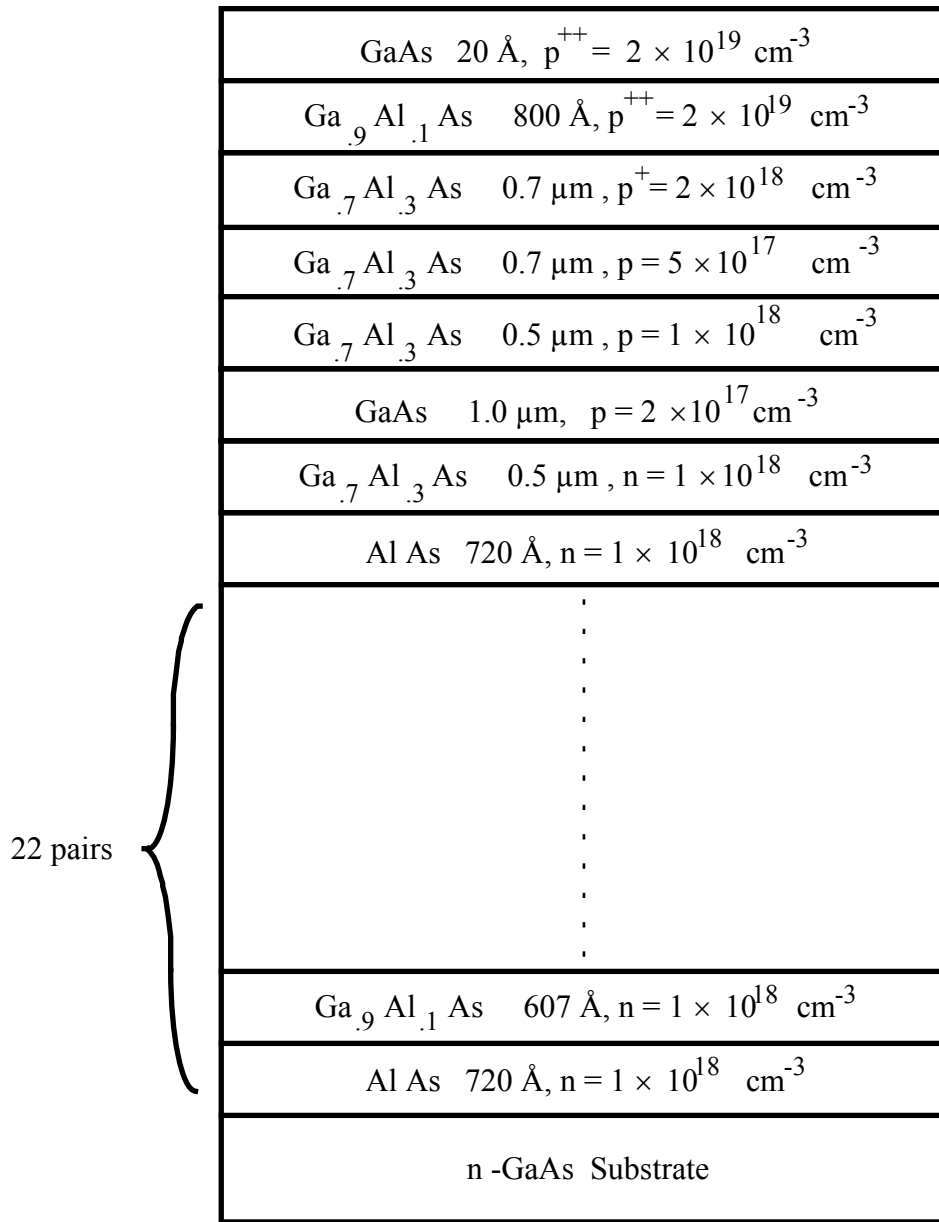 GaAs 20 Å, p++ = 2 × 10^19 cm^-3
Ga.9 Al.1 As 800 Å, p++ = 2 × 10^19 cm^-3
Ga.7 Al.3 As 0.7 µm , p+ = 2 × 10^18 cm^-3
Ga.7 Al.3 As 0.7 µm , p = 5 × 10^17 cm^-3
Ga.7 Al.3 As 0.5 µm , p = 1 × 10^18 cm^-3
GaAs 1.0 µm, p = 2 × 10^17 cm^-3
Ga.7 Al.3 As 0.5 µm , n = 1 × 10^18 cm^-3
Al As 720 Å, n = 1 × 10^18 cm^-3
22 pairs
Ga.9 Al.1 As 607 Å, n = 1 × 10^18 cm^-3
Al As 720 Å, n = 1 × 10^18 cm^-3
n -GaAs Substrate